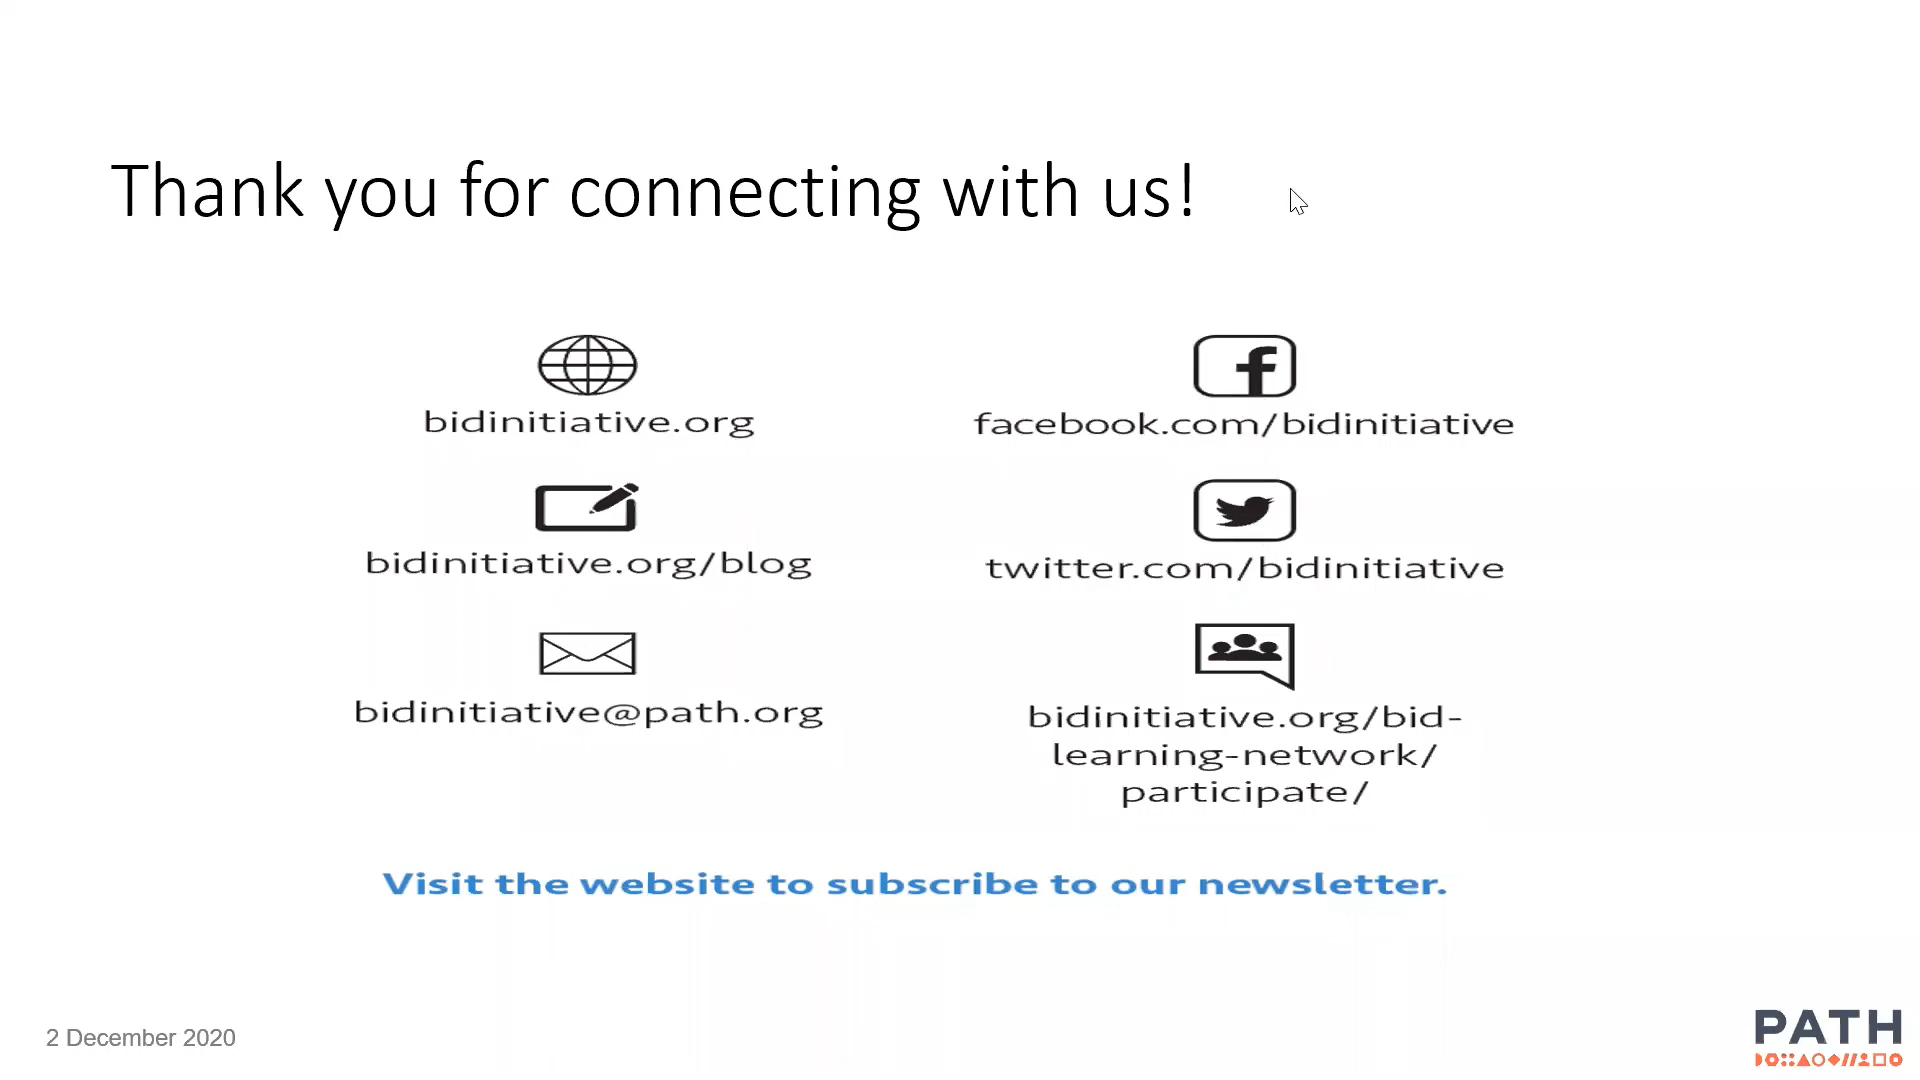 Thank you for connecting with us!
bidinitiative.org
facebook.com/bidinitiative
bidinitiative.org/blog
twitter.com/bidinitiative
bidinitiative@path.org
bidinitiative.org/bid-
learning-network/
participate/
Visit the website to subscribe to our newsletter.
2 December 2020
PATH